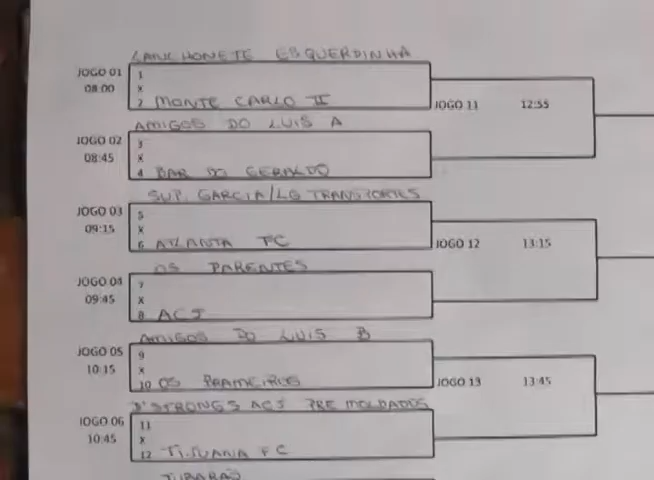 LANCHONETE ESQUERDINHA
JOGO 01 1
08:00 X
2 MONTE CARLO II JOGO 11 12:55
AMIGOS DO LUIS A
JOGO 02 3
08:45 X
4 BAR DO GERALDO
SUP. GARCIA/LG TRANSPORTES
JOGO 03 5
09:15 X
6 ATLANTA FC JOGO 12 13:15
OS PARENTES
JOGO 04 7
09:45 X
8 ACJ
AMIGOS DO LUIS B
JOGO 05 9
10:15 X
10 OS JOGO 13 13:45
D'STRONGS ACJ PRE MOLDADOS
JOGO 06 11
10:45 X
12 TIJUANA FC
TUBARÃO